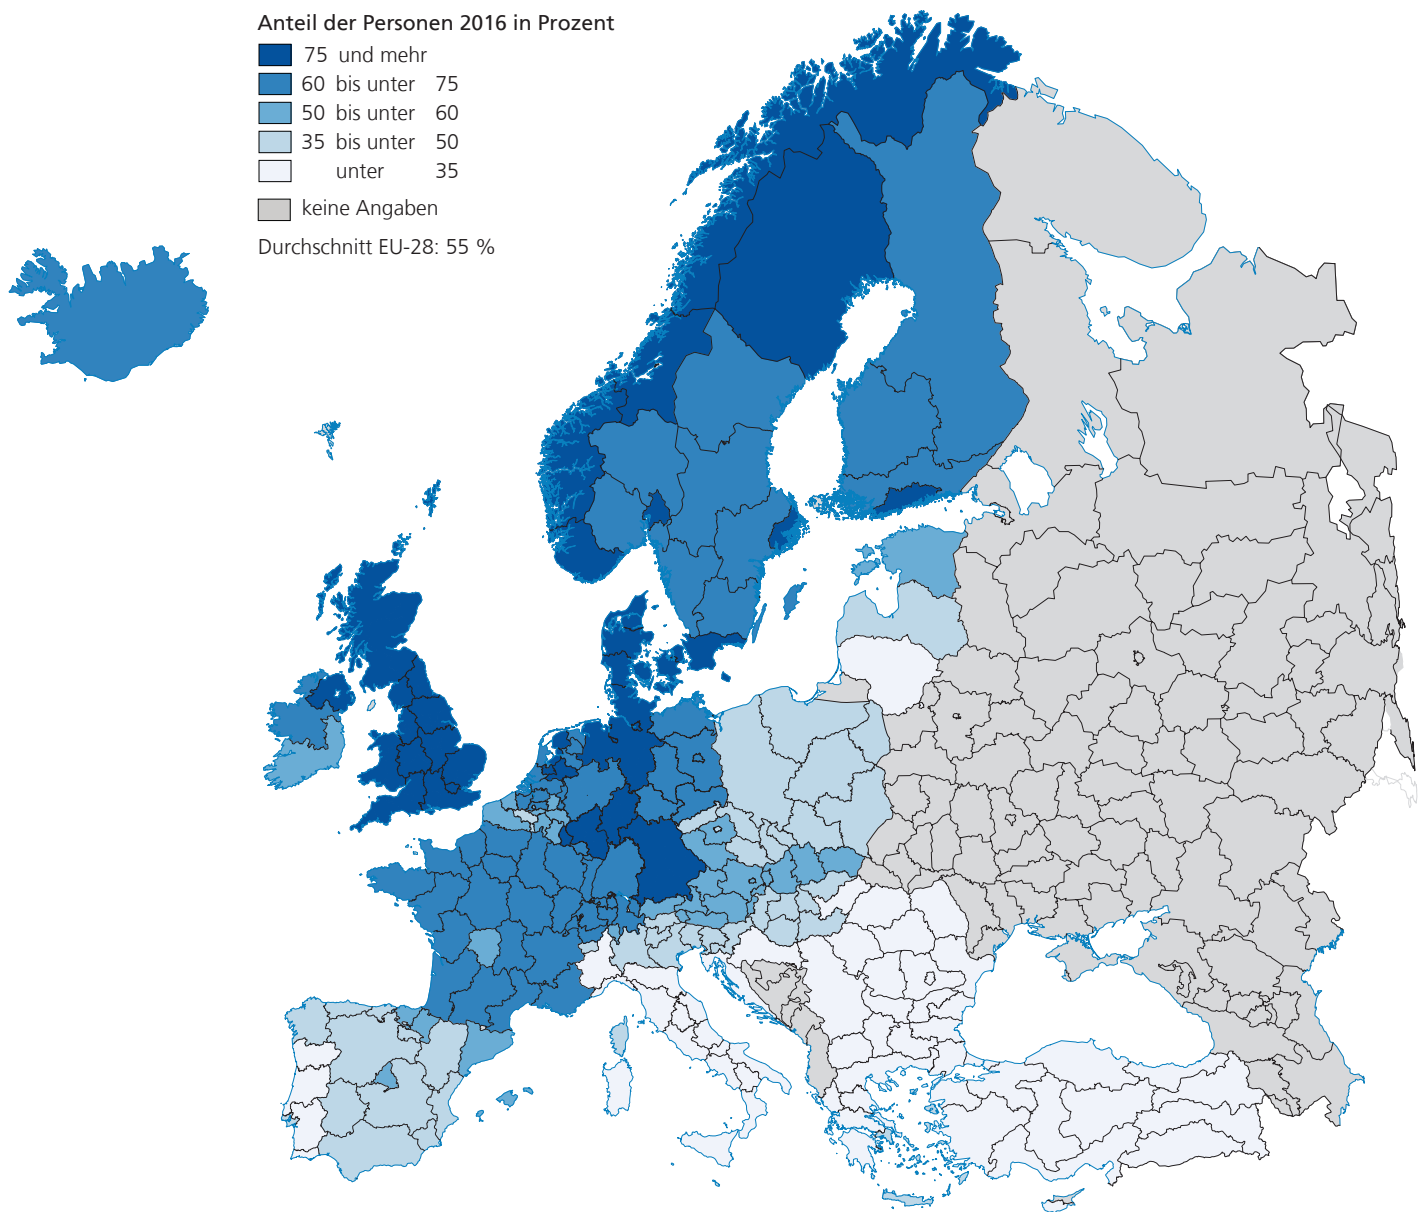 Anteil der Personen 2016 in Prozent
75 und mehr
60 bis unter 75
50 bis unter 60
35 bis unter 50
unter 35
keine Angaben
Durchschnitt EU-28: 55 %